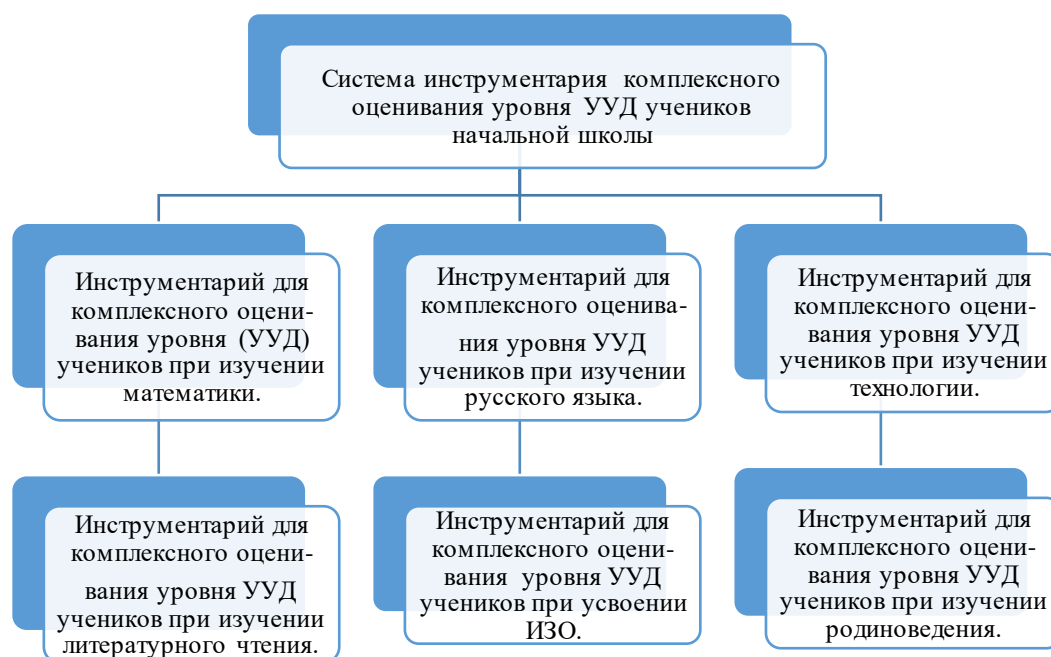 Система инструментария комплексного
оценивания уровня УУД учеников
начальной школы
Инструментарий для
комплексного оцени-
вания уровня (УУД)
учеников при изучении
математики.
Инструментарий для
комплексного оценива-
ния уровня УУД
учеников при изучении
русского языка.
Инструментарий для
комплексного оцени-
вания уровня УУД
учеников при изучении
технологии.
Инструментарий для
комплексного оцени-
вания уровня УУД
учеников при изучении
литературного чтения.
Инструментарий для
комплексного оцени-
вания уровня УУД
учеников при усвоении
ИЗО.
Инструментарий для
комплексного оцени-
вания уровня УУД
учеников при изучении
родиноведения.